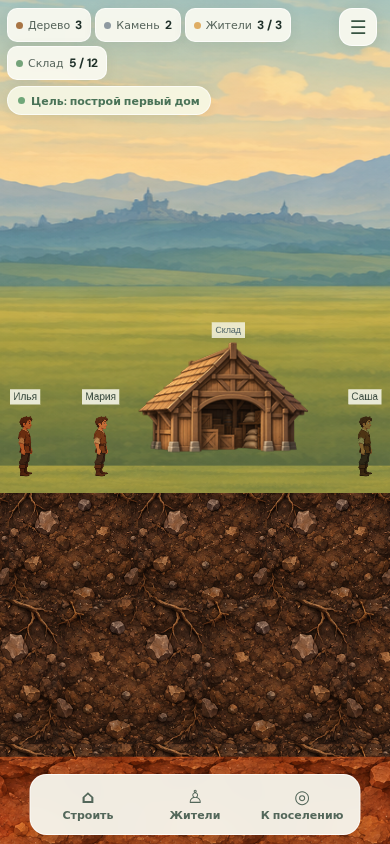 Дерево 3
Камень 2
Жители 3 / 3
Склад 5 / 12
Цель: построй первый дом
Склад
Илья
Мария
Саша
Строить
Жители
К поселению